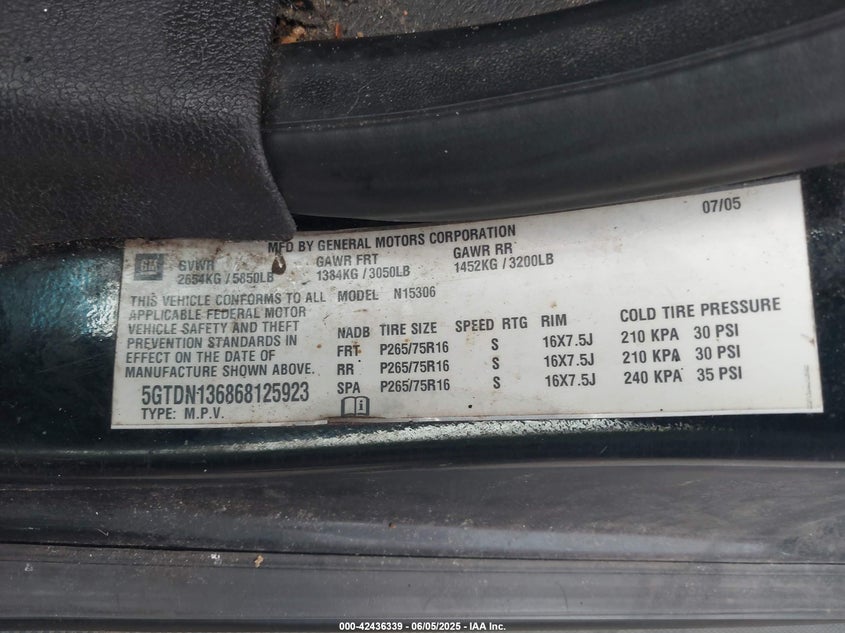 07/05
MFD BY GENERAL MOTORS CORPORATION
GM GVWR GAWR FRT GAWR RR
2654KG / 5850LB 1384KG / 3050LB 1452KG / 3200LB
THIS VEHICLE CONFORMS TO ALL
APPLICABLE FEDERAL MOTOR
VEHICLE SAFETY AND THEFT
PREVENTION STANDARDS IN
EFFECT ON THE DATE OF
MANUFACTURE SHOWN ABOVE.
5GTDN136868125923
TYPE: M.P.V.
MODEL N15306
NADB TIRE SIZE SPEED RTG RIM COLD TIRE PRESSURE
FRT P265/75R16 S 16X7.5J 210 KPA 30 PSI
RR P265/75R16 S 16X7.5J 210 KPA 30 PSI
SPA P265/75R16 S 16X7.5J 240 KPA 35 PSI
000-42436339 / 06/05/2025 - IAA Inc.